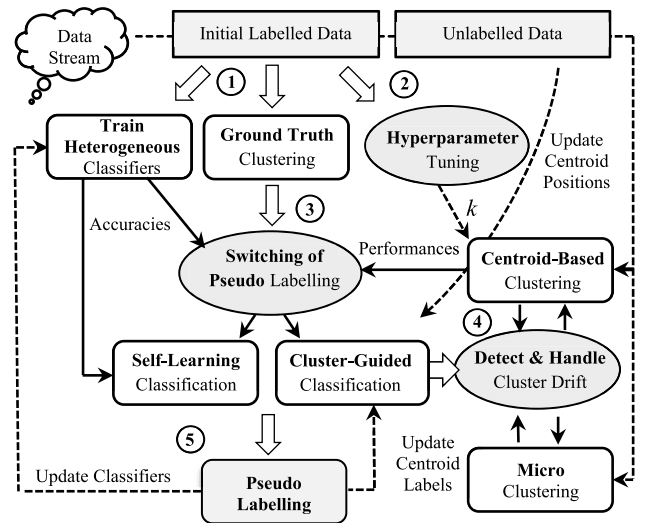 Data
Stream
Initial Labelled Data
Unlabelled Data
1
2
Train
Heterogeneous
Classifiers
Ground Truth
Clustering
Hyperparameter
Tuning
Update
Centroid
Positions
Accuracies
3
k
Switching of
Pseudo Labelling
Performances
Centroid-Based
Clustering
4
Self-Learning
Classification
Cluster-Guided
Classification
Detect & Handle
Cluster Drift
5
Update Classifiers
Pseudo
Labelling
Update
Centroid
Labels
Micro
Clustering